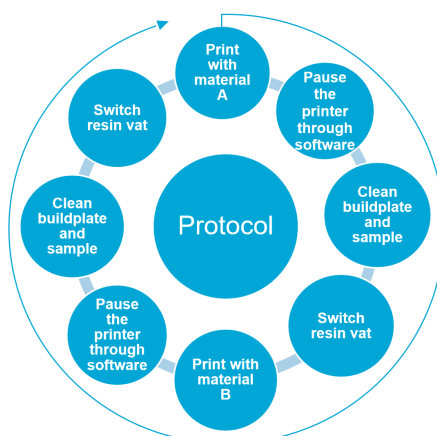 Print
with
material
A
Pause
the
printer
through
software
Clean
buildplate
and
sample
Switch
resin vat
Print with
material
B
Pause
the
printer
through
software
Clean
buildplate
and
sample
Switch
resin vat
Protocol